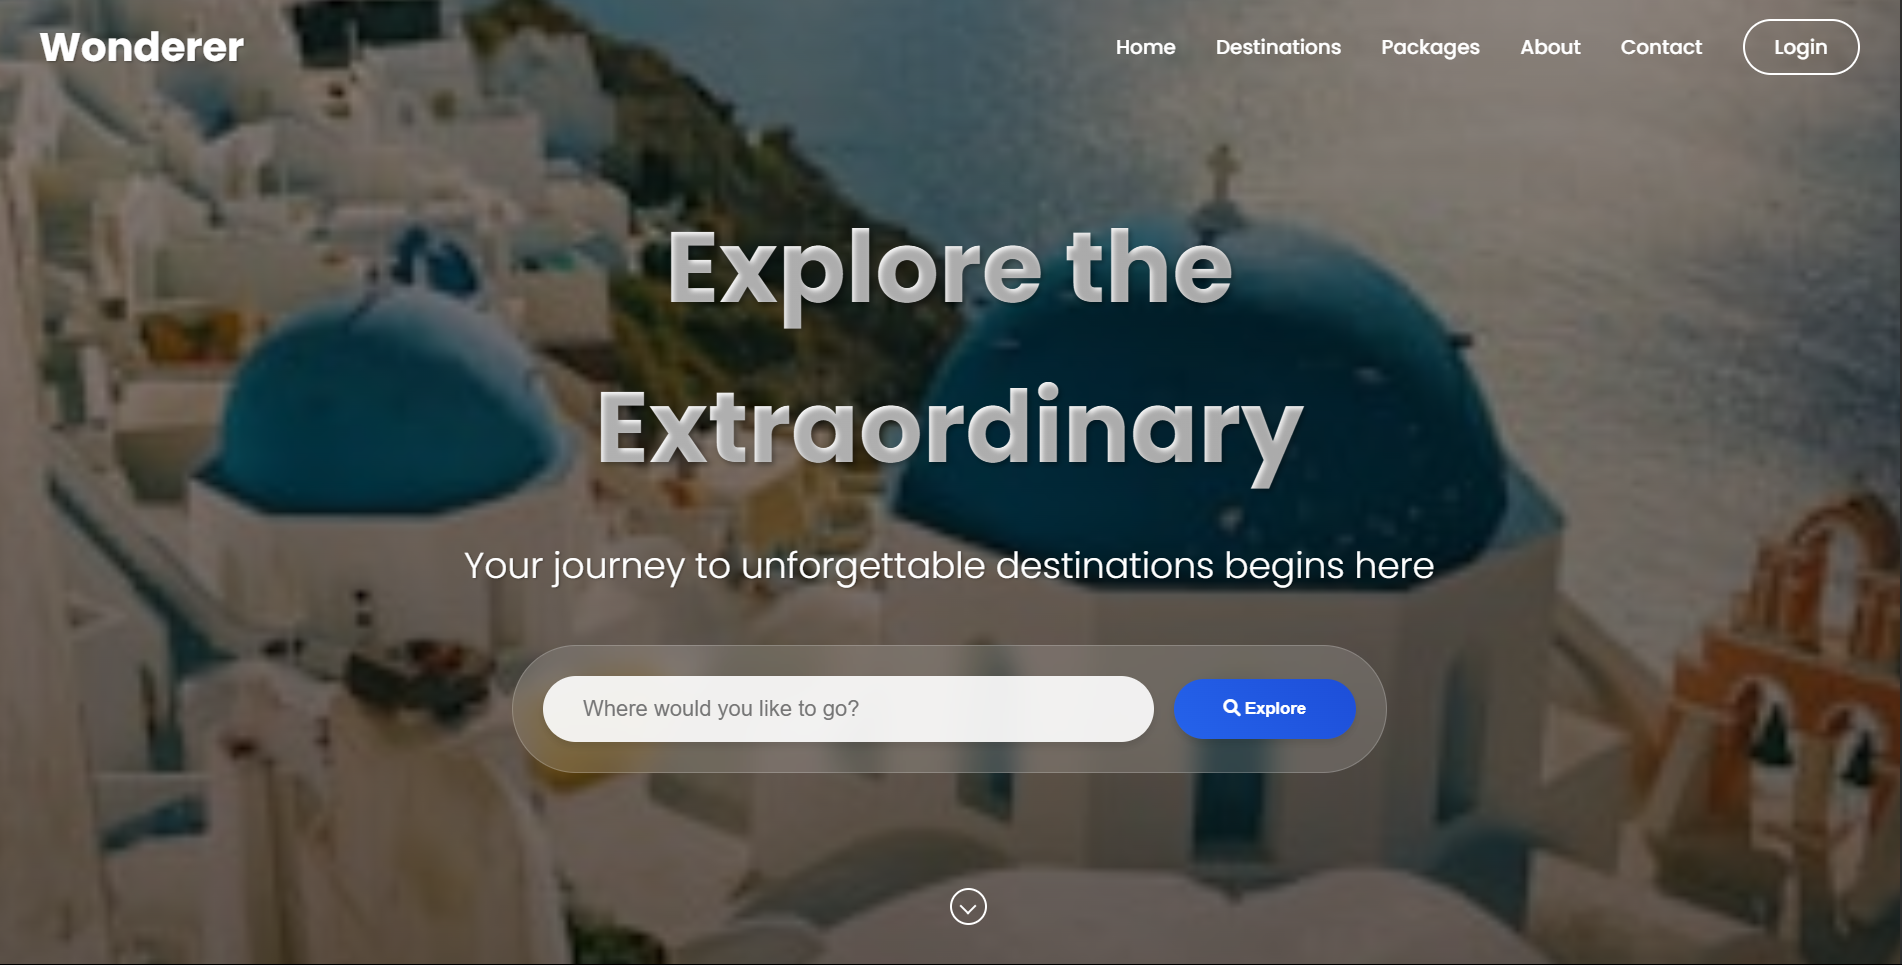 Wonderer
Home Destinations Packages About Contact Login
Explore the
Extraordinary
Your journey to unforgettable destinations begins here
Where would you like to go?
Explore